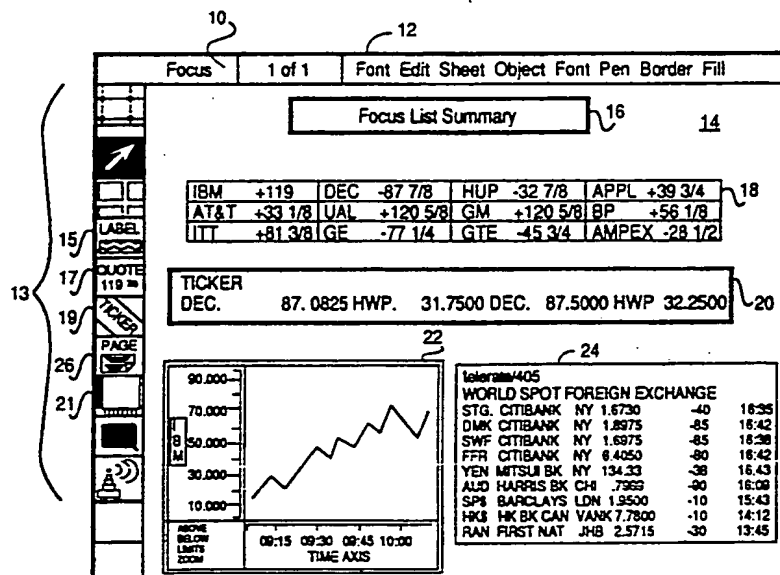 10
12
Focus 1 of 1 Font Edit Sheet Object Font Pen Border Fill
Focus List Summary
16
14
IBM +119 DEC -87 7/8 HUP -32 7/8 APPL +39 3/4
AT&T +33 1/8 UAL +120 5/8 GM +120 5/8 BP +56 1/8
ITT +81 3/8 GE -77 1/4 GTE -45 3/4 AMPEX -28 1/2
18
15
LABEL
17
QUOTE
119
13
19
TICKER
26
PAGE
21
TICKER
DEC. 87.0825 HWP. 31.7500 DEC. 87.5000 HWP 32.2500
20
22
90.000
70.000
50.000
30.000
10.000
IBM
ABOVE
BELOW
LIMITS
ZOOM
09:15 09:30 09:45 10:00
TIME AXIS
24
telerate/405
WORLD SPOT FOREIGN EXCHANGE
STG. CITIBANK NY 1.6730 -40 16:35
DMK CITIBANK NY 1.8975 -85 16:42
SWF CITIBANK NY 1.6975 -85 16:38
FFR CITIBANK NY 6.4050 -80 16:42
YEN MITSUI BK NY 134.33 -38 16.43
AUD HARRIS BK CHI .7969 -90 16:09
SP$ BARCLAYS LDN 1.9500 -10 15:43
HK$ HK BK CAN VANK 7.7800 -10 14:12
RAN FIRST NAT JHB 2.5715 -30 13:45